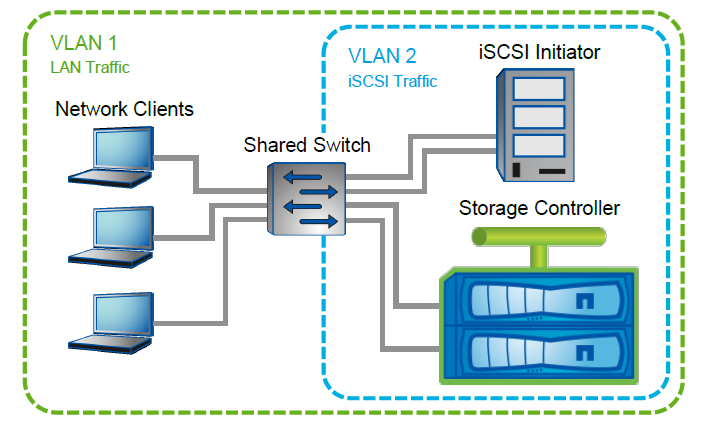 VLAN 1
LAN Traffic
VLAN 2
iSCSI Traffic
iSCSI Initiator
Network Clients
Shared Switch
Storage Controller